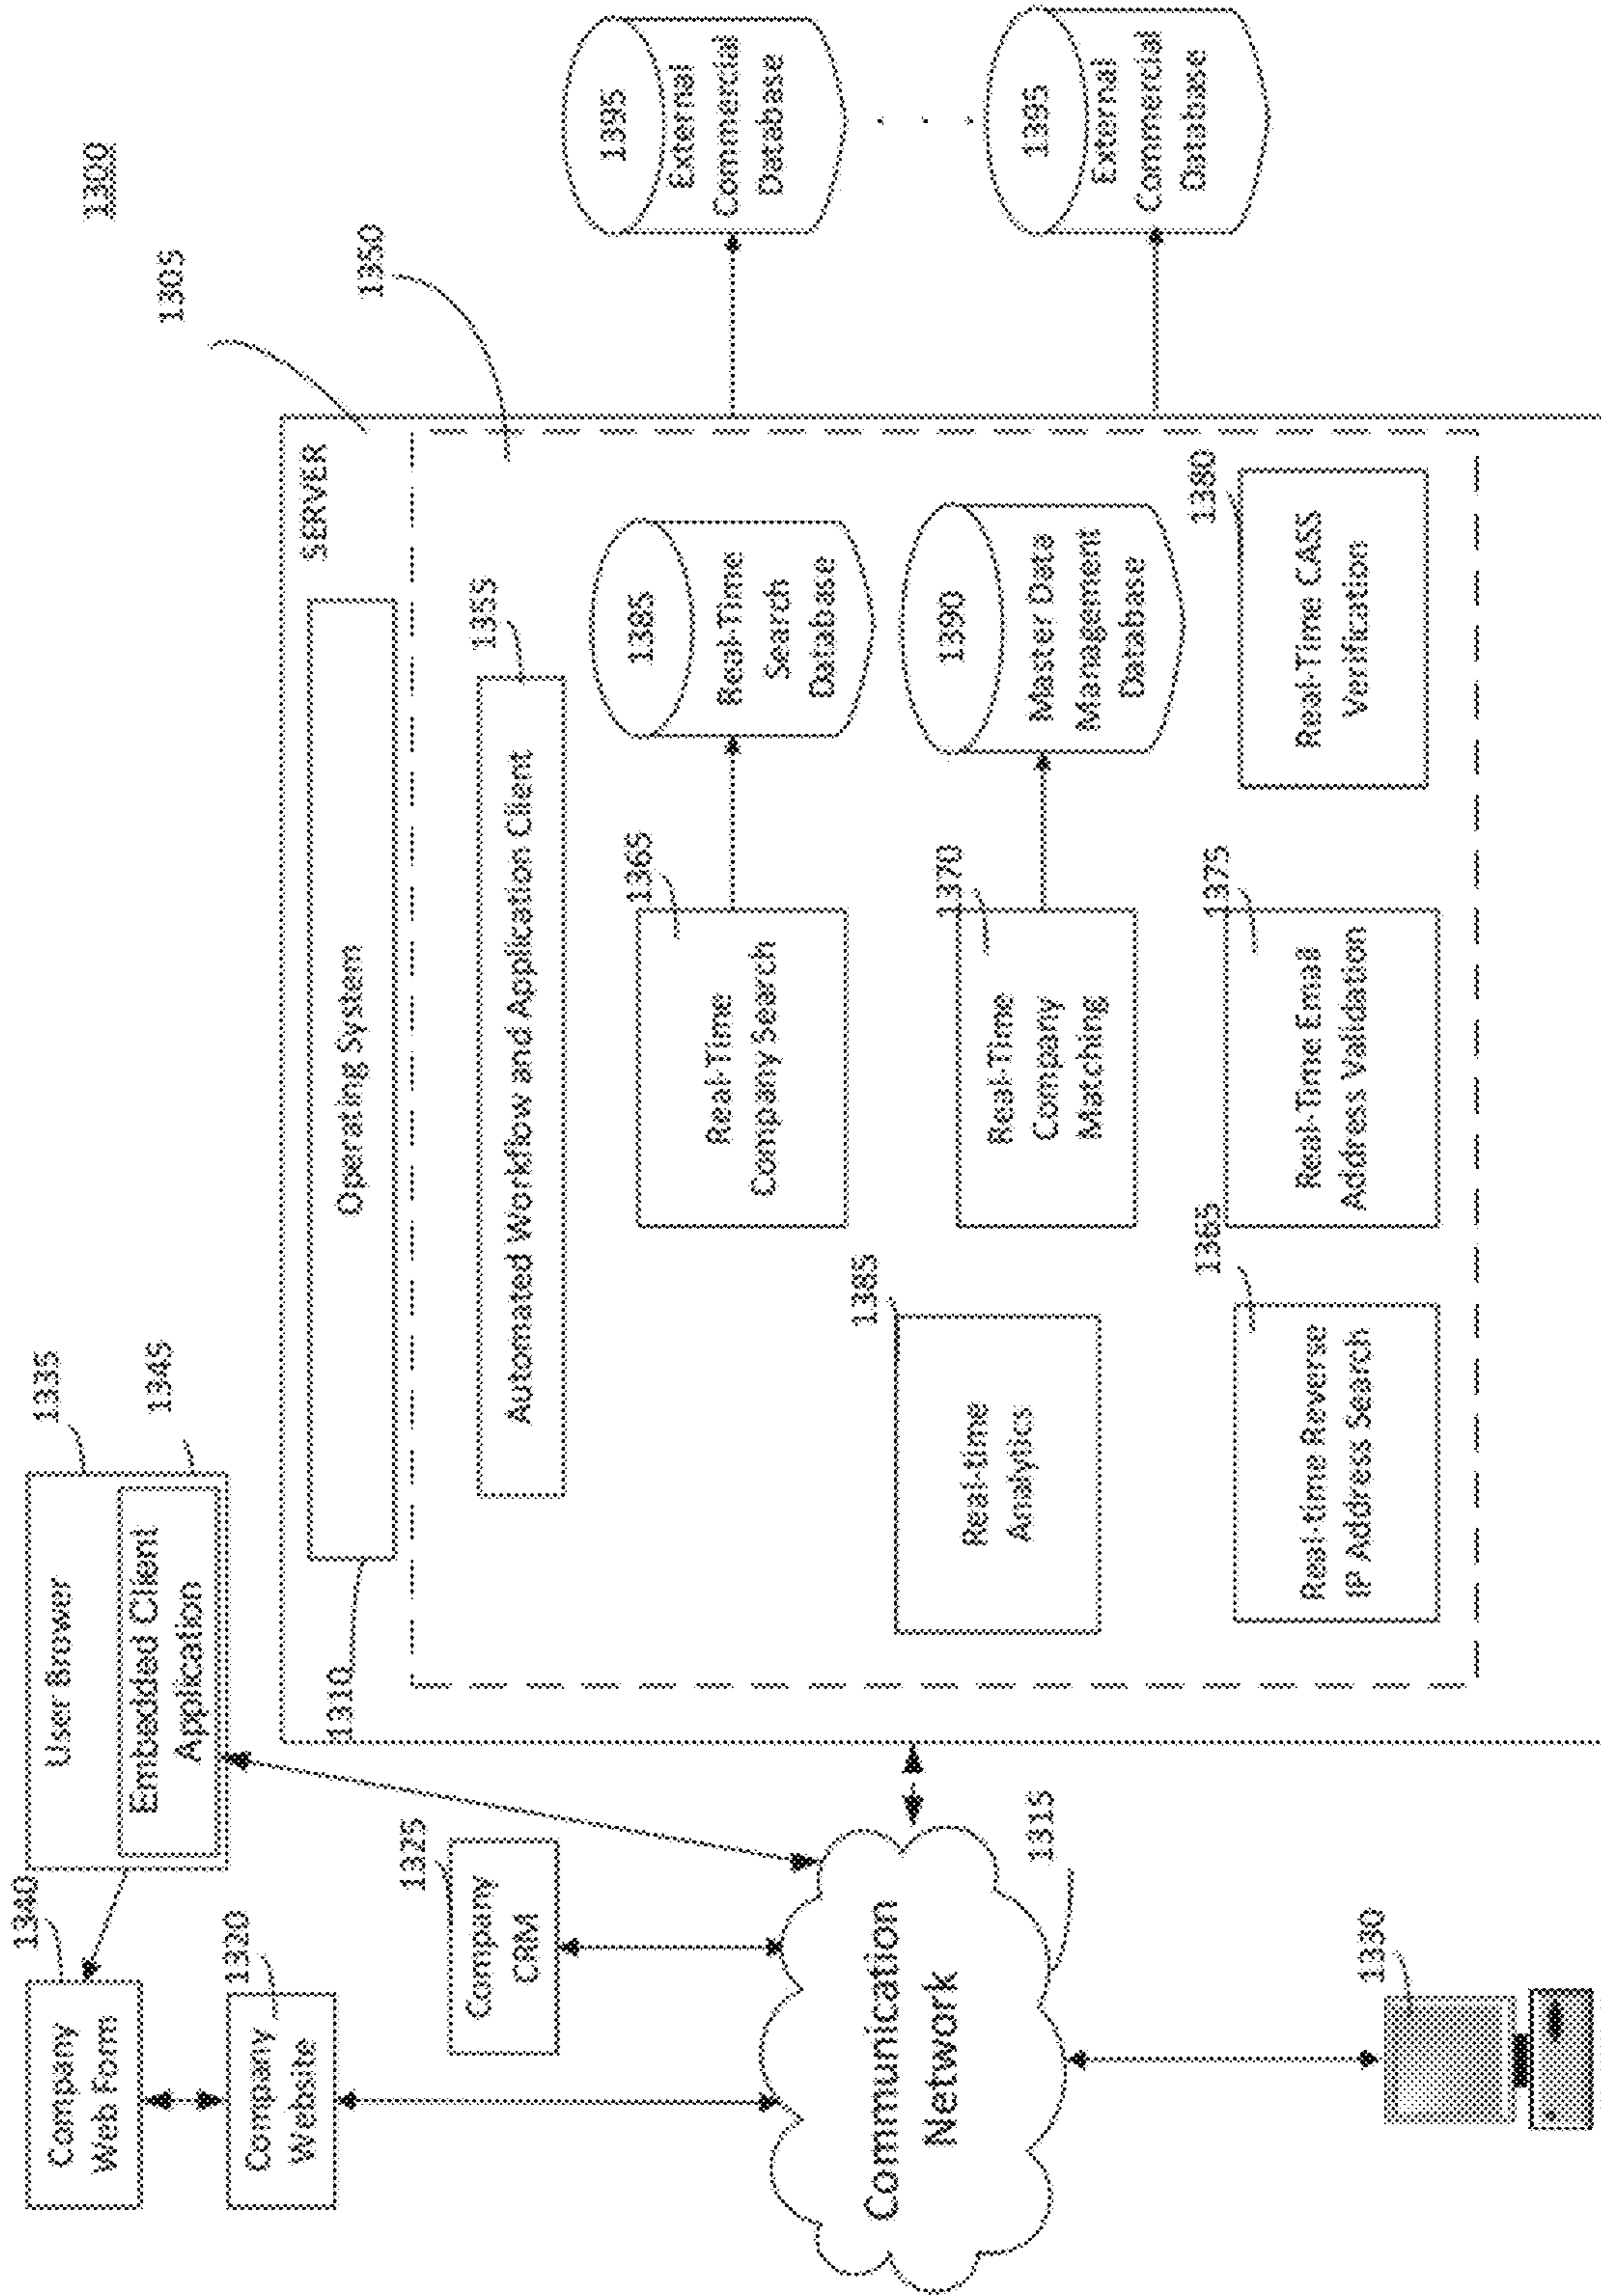 1300
1305
1350
Company
Web Form
1340
User Brower
1335
Embedded Client
Application
1345
Company
Website
1320
Company
CRM
1325
Communication
Network
1315
1330
SERVER
Operating System
1310
Automated Workflow and Application Client
1355
Real-Time
Company Search
1365
1385
Real-Time
Search
Database
Real-time
Analytics
1385
Real-Time
Company
Matching
1370
1390
Master Data
Management
Database
Real-time Reverse
IP Address Search
1365
Real-Time Email
Address Validation
1375
Real-Time CASS
Verification
1380
1395
External
Commercial
Database
1395
External
Commercial
Database